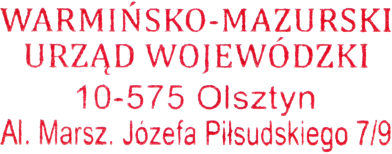 WARMIŃSKO-MAZURSKI
URZĄD WOJEWÓDZKI
10-575 Olsztyn
Al. Marsz. Józefa Piłsudskiego 7/9